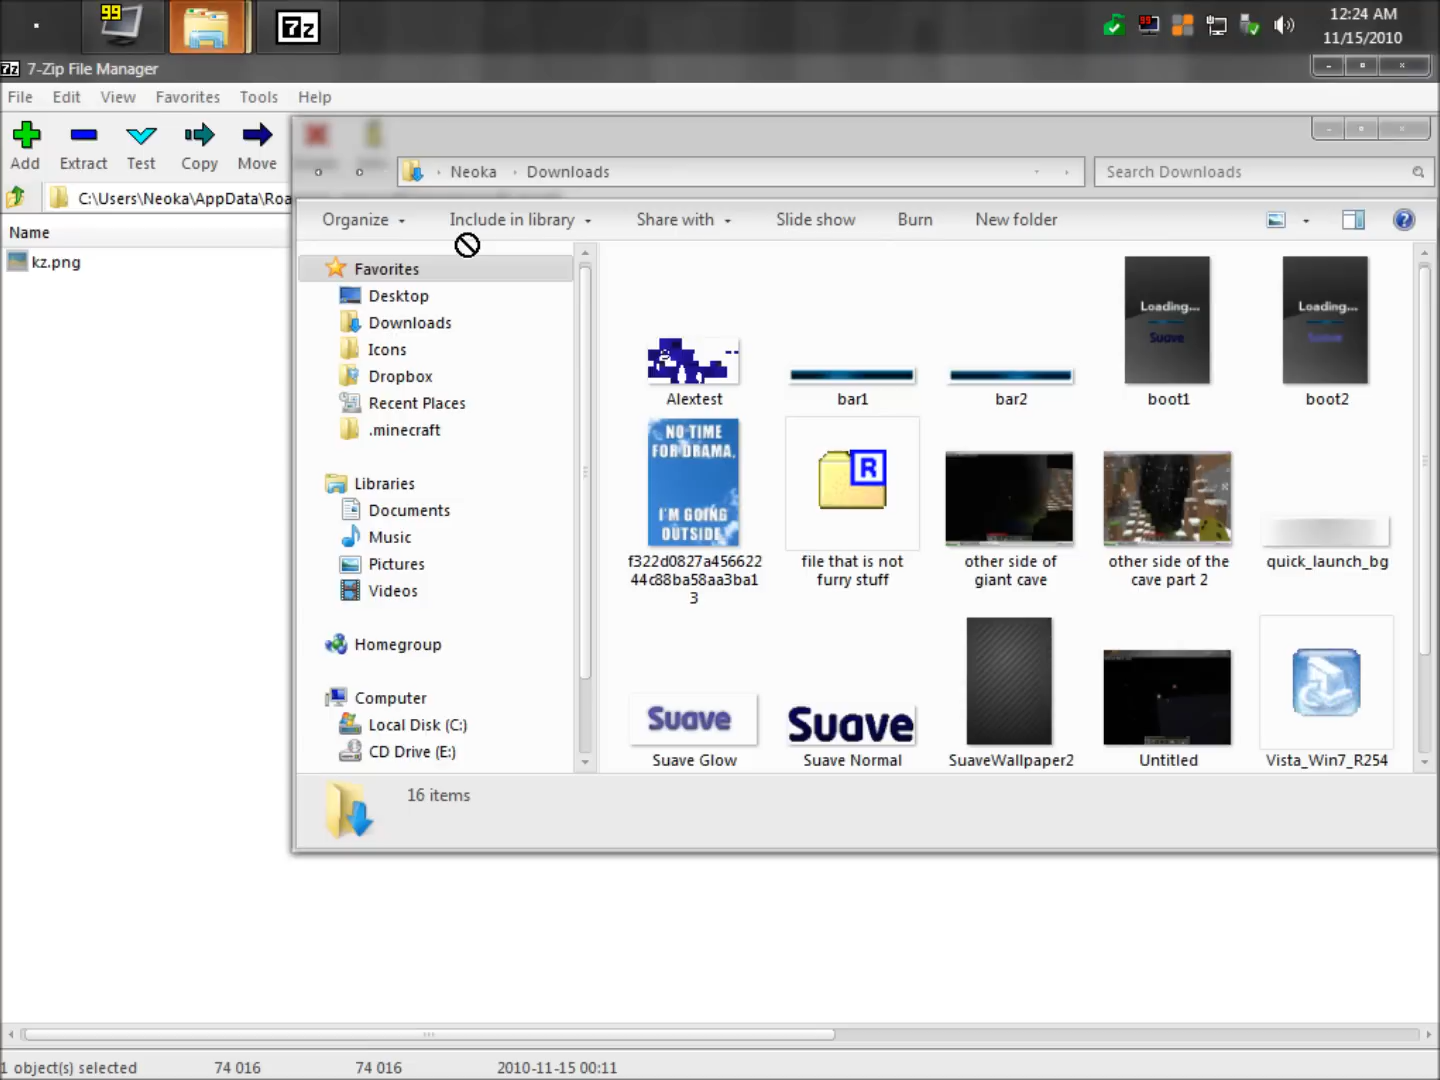 99
7z
12:24 AM
11/15/2010
7z 7-Zip File Manager
File Edit View Favorites Tools Help
Add Extract Test Copy Move
Neoka Downloads
Search Downloads
C:\Users\Neoka\AppData\Roa
Organize Include in library Share with Slide show Burn New folder
Name
kz.png
Favorites
Desktop
Downloads
Icons
Dropbox
Recent Places
.minecraft
Libraries
Documents
Music
Pictures
Videos
Homegroup
Computer
Local Disk (C:)
CD Drive (E:)
Loading...
Suave
Loading...
Suave
Alextest bar1 bar2 boot1 boot2
NO TIME
FOR DRAMA,
I'M GOING
OUTSIDE
R
f322d0827a456622
44c88ba58aa3ba1
3
file that is not
furry stuff
other side of
giant cave
other side of the
cave part 2
quick_launch_bg
Suave
Suave
Suave Glow Suave Normal SuaveWallpaper2 Untitled Vista_Win7_R254
16 items
1 object(s) selected 74 016 74 016 2010-11-15 00:11